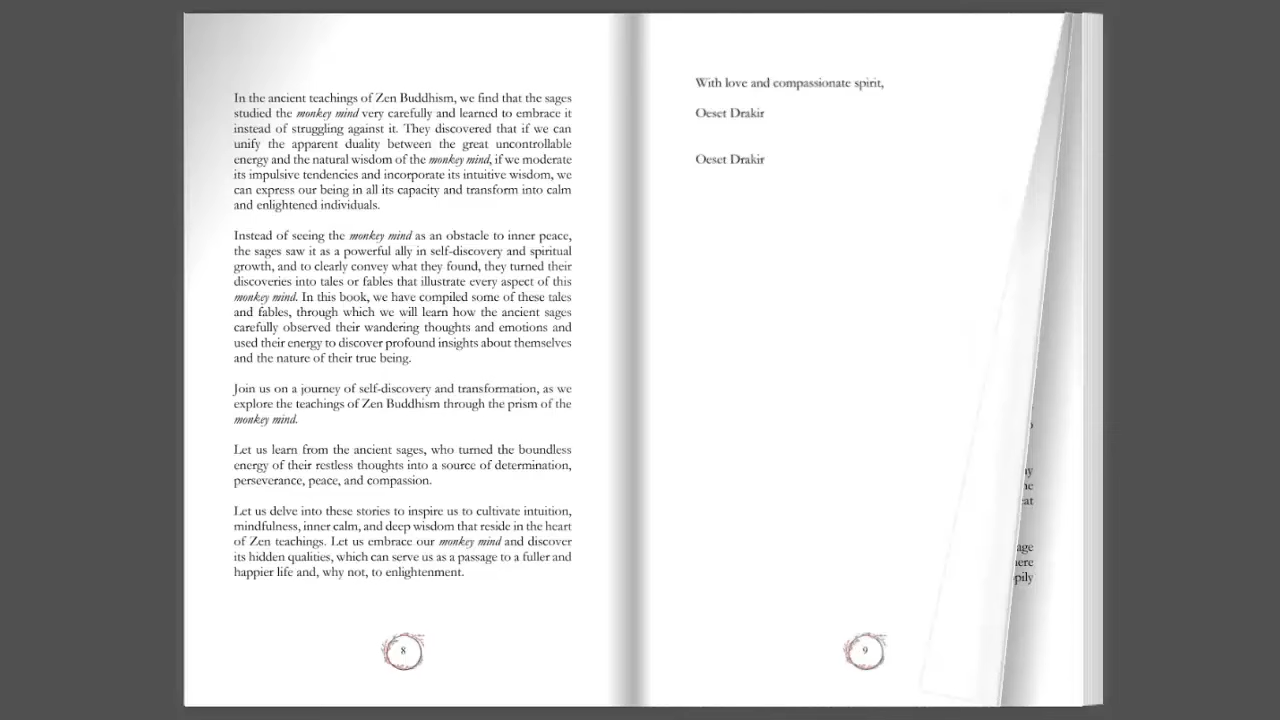 In the ancient teachings of Zen Buddhism, we find that the sages
studied the monkey mind very carefully and learned to embrace it
instead of struggling against it. They discovered that if we can
unify the apparent duality between the great uncontrollable
energy and the natural wisdom of the monkey mind, if we moderate
its impulsive tendencies and incorporate its intuitive wisdom, we
can express our being in all its capacity and transform into calm
and enlightened individuals.
Instead of seeing the monkey mind as an obstacle to inner peace,
the sages saw it as a powerful ally in self-discovery and spiritual
growth, and to clearly convey what they found, they turned their
discoveries into tales or fables that illustrate every aspect of this
monkey mind. In this book, we have compiled some of these tales
and fables, through which we will learn how the ancient sages
carefully observed their wandering thoughts and emotions and
used their energy to discover profound insights about themselves
and the nature of their true being.
Join us on a journey of self-discovery and transformation, as we
explore the teachings of Zen Buddhism through the prism of the
monkey mind.
Let us learn from the ancient sages, who turned the boundless
energy of their restless thoughts into a source of determination,
perseverance, peace, and compassion.
Let us delve into these stories to inspire us to cultivate intuition,
mindfulness, inner calm, and deep wisdom that reside in the heart
of Zen teachings. Let us embrace our monkey mind and discover
its hidden qualities, which can serve us as a passage to a fuller and
happier life and, why not, to enlightenment.
8
With love and compassionate spirit,
Oeset Drakir
Oeset Drakir
9